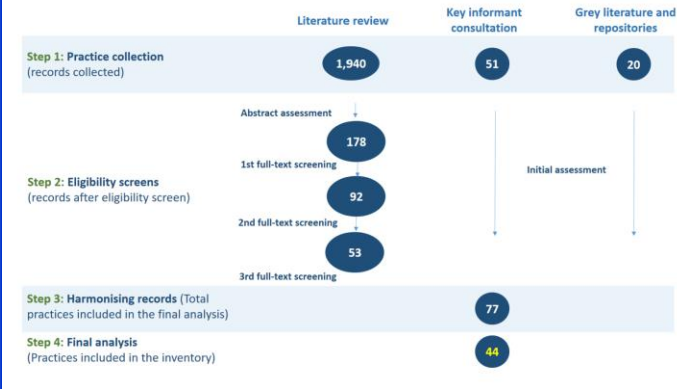 Literature review
Key informant
consultation
Grey literature and
repositories
Step 1: Practice collection
(records collected)
1,940
51
20
Abstract assessment
178
1st full-text screening
Initial assessment
Step 2: Eligibility screens
(records after eligibility screen)
92
2nd full-text screening
53
3rd full-text screening
Step 3: Harmonising records (Total
practices included in the final analysis)
77
Step 4: Final analysis
(Practices included in the inventory)
44